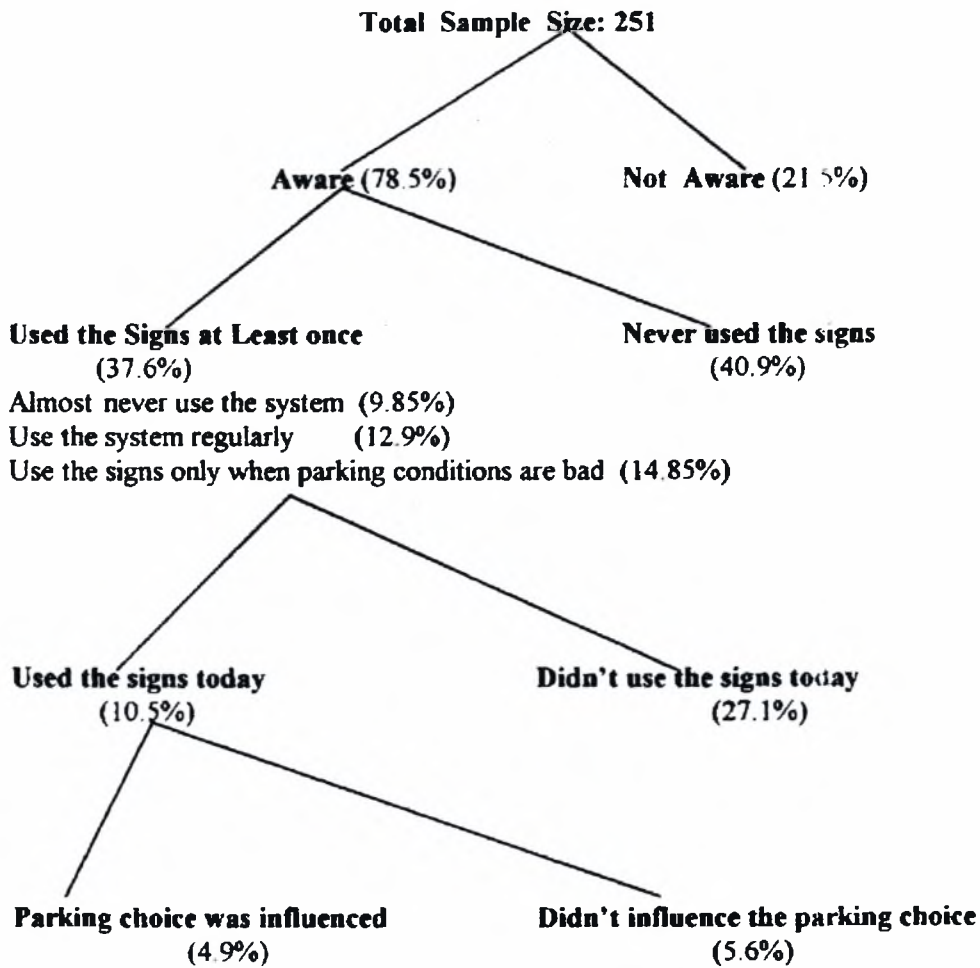 Total Sample Size: 251
Aware (78.5%)
Not Aware (21.5%)
Used the Signs at Least once
(37.6%)
Never used the signs
(40.9%)
Almost never use the system (9.85%)
Use the system regularly (12.9%)
Use the signs only when parking conditions are bad (14.85%)
Used the signs today
(10.5%)
Didn't use the signs today
(27.1%)
Parking choice was influenced
(4.9%)
Didn't influence the parking choice
(5.6%)